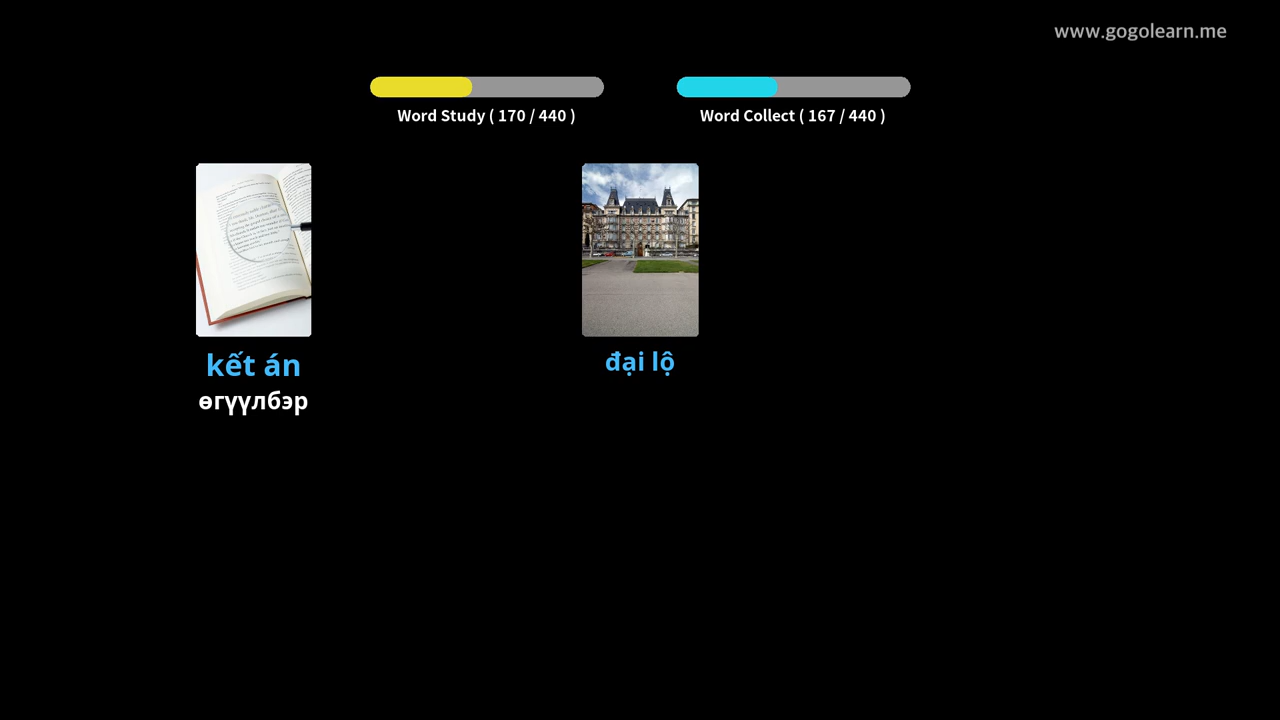 www.gogolearn.me
Word Study ( 170 / 440 )
Word Collect ( 167 / 440 )
kết án
өгүүлбэр
đại lộ